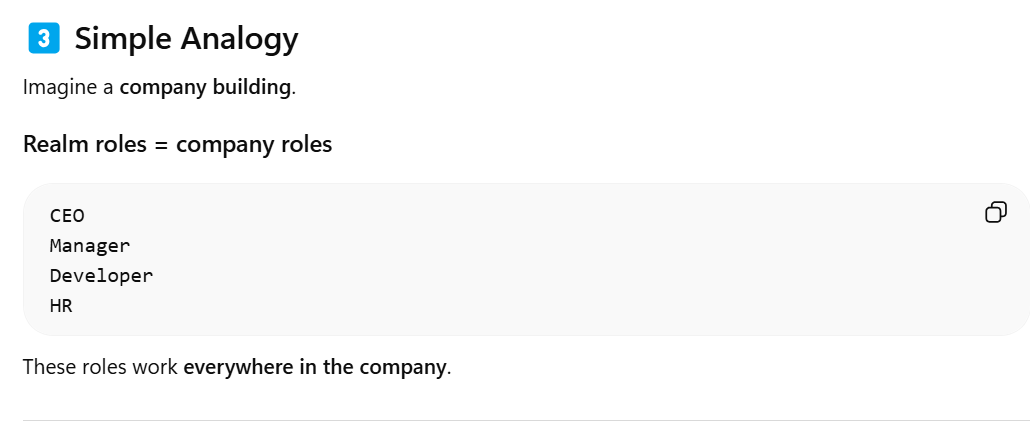 3 Simple Analogy
Imagine a company building.
Realm roles = company roles
CEO
Manager
Developer
HR
These roles work everywhere in the company.